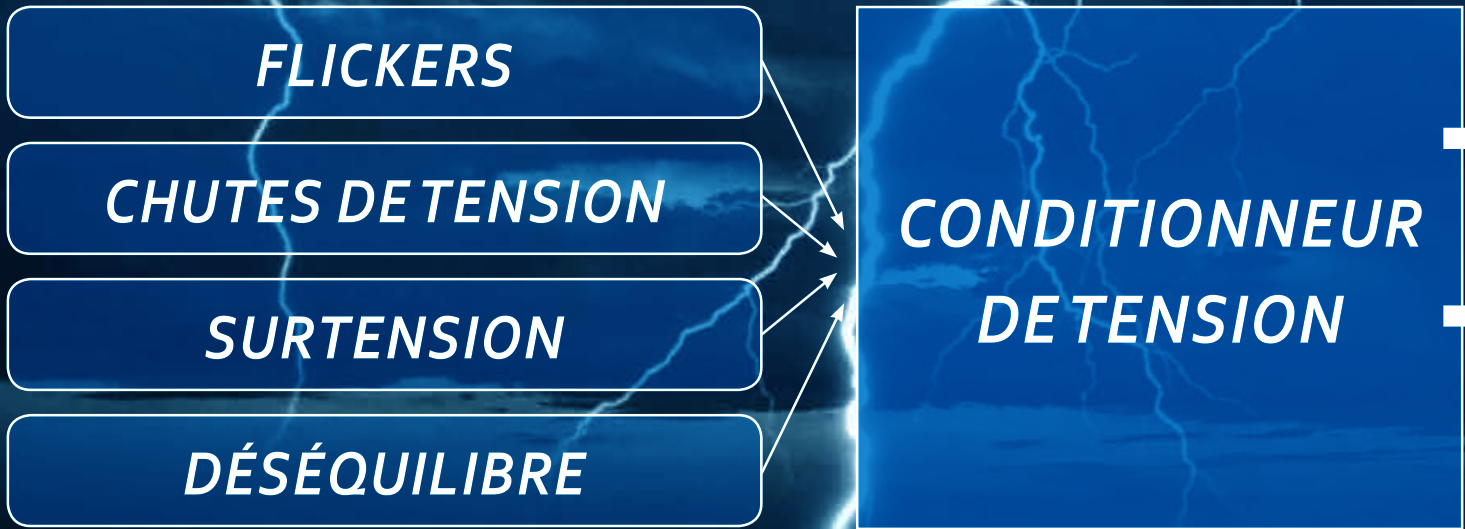 FLICKERS
CHUTES DE TENSION
SURTENSION
DÉSÉQUILIBRE
CONDITIONNEUR
DE TENSION